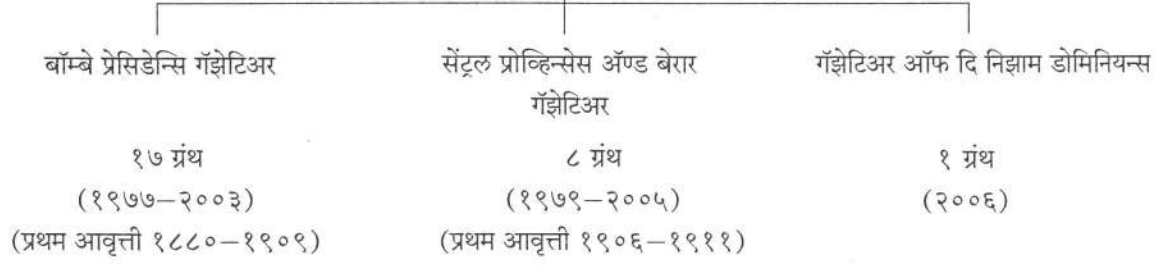 बॉम्बे प्रेसिडेन्सि गॅझेटिअर
१७ ग्रंथ
(१९७७–२००३)
(प्रथम आवृत्ती १८८०–१९०९)
सेंट्रल प्रोव्हिन्सेस ॲण्ड बेरार
गॅझेटिअर
८ ग्रंथ
(१९७९–२००५)
(प्रथम आवृत्ती १९०६–१९११)
गॅझेटिअर ऑफ दि निझाम डोमिनियन्स
१ ग्रंथ
(२००६)